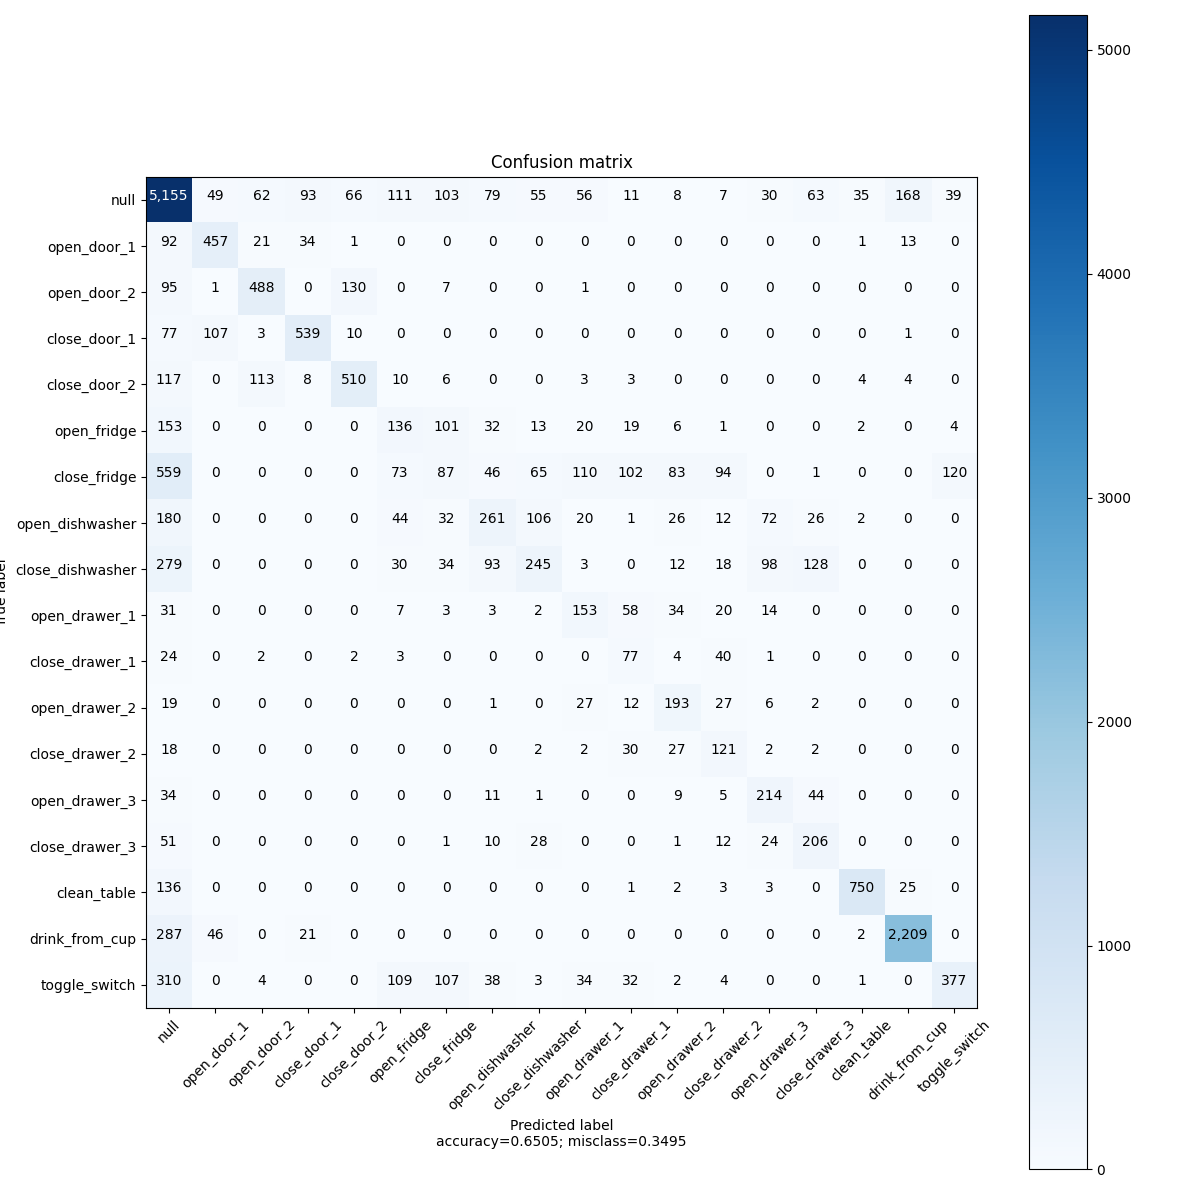 Confusion matrix
null 5,155 49 62 93 66 111 103 79 55 56 11 8 7 30 63 35 168 39
open_door_1 92 457 21 34 1 0 0 0 0 0 0 0 0 0 0 1 13 0
open_door_2 95 1 488 0 130 0 7 0 0 1 0 0 0 0 0 0 0 0
close_door_1 77 107 3 539 10 0 0 0 0 0 0 0 0 0 0 0 1 0
close_door_2 117 0 113 8 510 10 6 0 0 3 3 0 0 0 0 4 4 0
open_fridge 153 0 0 0 0 136 101 32 13 20 19 6 1 0 0 2 0 4
close_fridge 559 0 0 0 0 73 87 46 65 110 102 83 94 0 1 0 0 120
open_dishwasher 180 0 0 0 0 44 32 261 106 20 1 26 12 72 26 2 0 0
close_dishwasher 279 0 0 0 0 30 34 93 245 3 0 12 18 98 128 0 0 0
open_drawer_1 31 0 0 0 0 7 3 3 2 153 58 34 20 14 0 0 0 0
close_drawer_1 24 0 2 0 2 3 0 0 0 0 77 4 40 1 0 0 0 0
open_drawer_2 19 0 0 0 0 0 0 1 0 27 12 193 27 6 2 0 0 0
close_drawer_2 18 0 0 0 0 0 0 0 2 2 30 27 121 2 2 0 0 0
open_drawer_3 34 0 0 0 0 0 0 11 1 0 0 9 5 214 44 0 0 0
close_drawer_3 51 0 0 0 0 0 1 10 28 0 0 1 12 24 206 0 0 0
clean_table 136 0 0 0 0 0 0 0 0 0 1 2 3 3 0 750 25 0
drink_from_cup 287 46 0 21 0 0 0 0 0 0 0 0 0 0 0 2 2,209 0
toggle_switch 310 0 4 0 0 109 107 38 3 34 32 2 4 0 0 1 0 377
null open_door_1 open_door_2 close_door_1 close_door_2 open_fridge close_fridge open_dishwasher close_dishwasher open_drawer_1 close_drawer_1 open_drawer_2 close_drawer_2 open_drawer_3 close_drawer_3 clean_table drink_from_cup toggle_switch
Predicted label
accuracy=0.6505; misclass=0.3495
5000
4000
3000
2000
1000
0